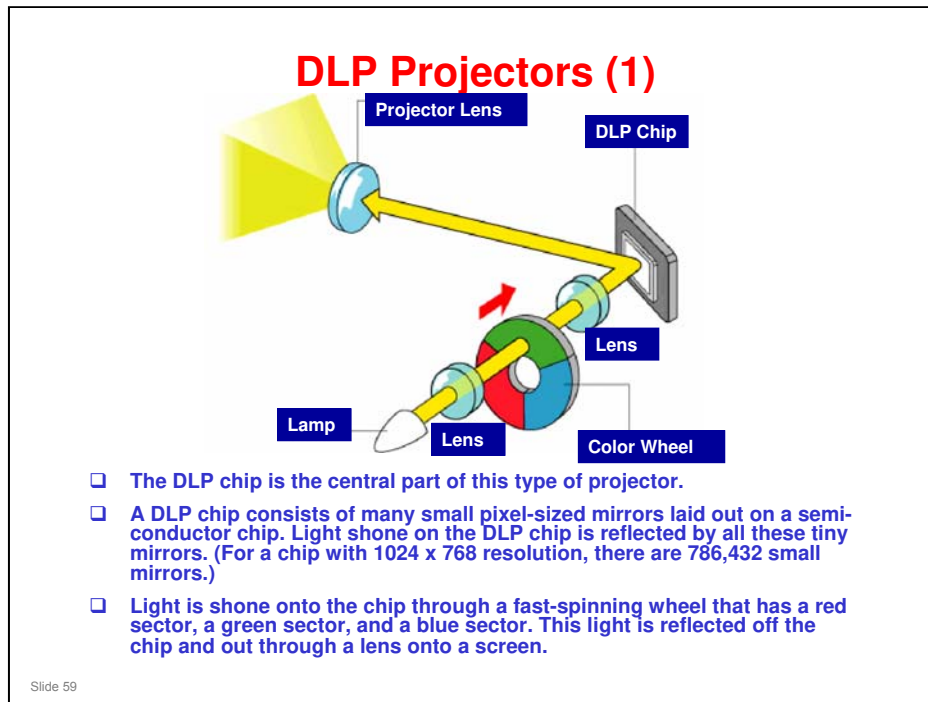 DLP Projectors (1)
Projector Lens
DLP Chip
Lens
Lamp
Lens
Color Wheel
❑ The DLP chip is the central part of this type of projector.
❑ A DLP chip consists of many small pixel-sized mirrors laid out on a semi-
conductor chip. Light shone on the DLP chip is reflected by all these tiny
mirrors. (For a chip with 1024 x 768 resolution, there are 786,432 small
mirrors.)
❑ Light is shone onto the chip through a fast-spinning wheel that has a red
sector, a green sector, and a blue sector. This light is reflected off the
chip and out through a lens onto a screen.
Slide 59